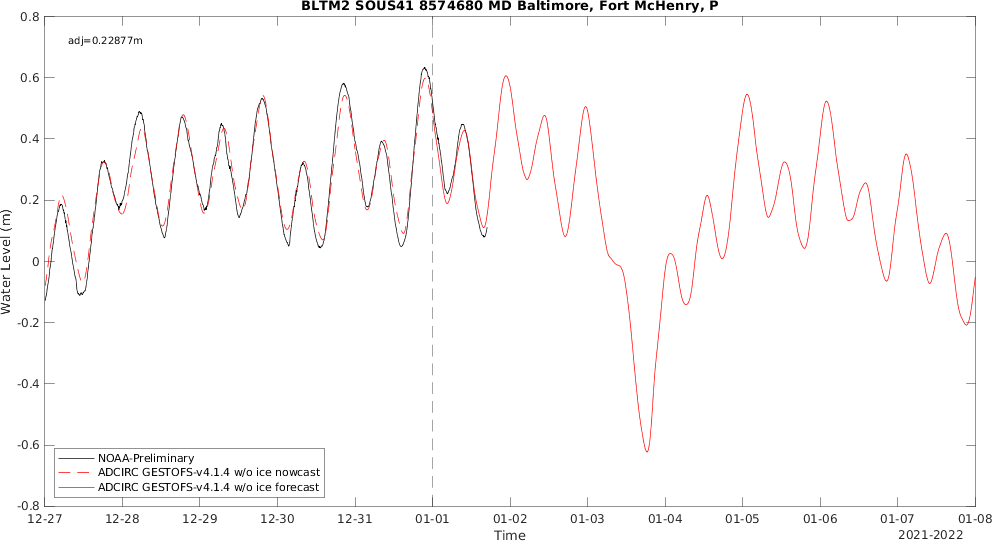 BLTM2 SOUS41 8574680 MD Baltimore, Fort McHenry, P
adj=0.22877m
0.8
0.6
0.4
0.2
0
-0.2
-0.4
-0.6
-0.8
Water Level (m)
NOAA-Preliminary
ADCIRC GESTOFS-v4.1.4 w/o ice nowcast
ADCIRC GESTOFS-v4.1.4 w/o ice forecast
12-27 12-28 12-29 12-30 12-31 01-01 01-02 01-03 01-04 01-05 01-06 01-07 01-08
Time
2021-2022